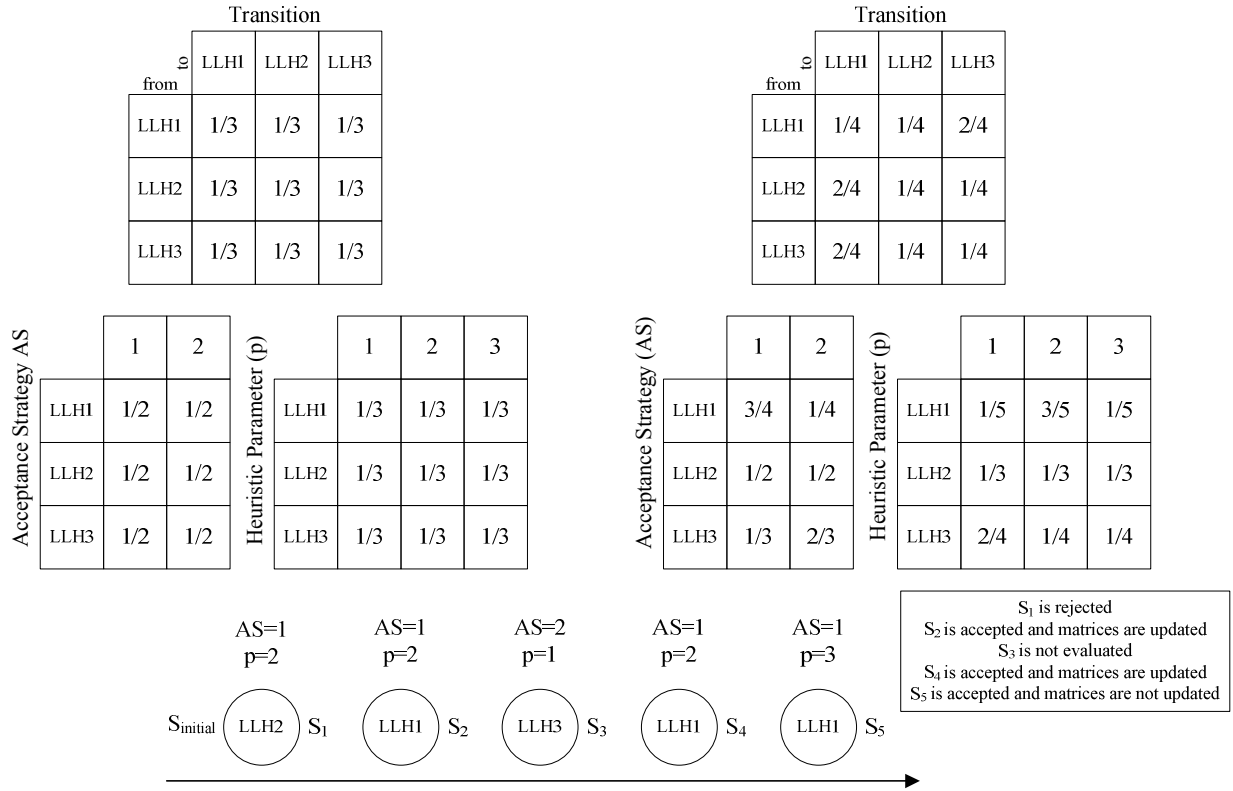 Transition
to LLH1 LLH2 LLH3
from
LLH1 1/3 1/3 1/3
LLH2 1/3 1/3 1/3
LLH3 1/3 1/3 1/3
Acceptance Strategy AS
1 2
LLH1 1/2 1/2
LLH2 1/2 1/2
LLH3 1/2 1/2
Heuristic Parameter (p)
1 2 3
LLH1 1/3 1/3 1/3
LLH2 1/3 1/3 1/3
LLH3 1/3 1/3 1/3
Transition
to LLH1 LLH2 LLH3
from
LLH1 1/4 1/4 2/4
LLH2 2/4 1/4 1/4
LLH3 2/4 1/4 1/4
Acceptance Strategy (AS)
1 2
LLH1 3/4 1/4
LLH2 1/2 1/2
LLH3 1/3 2/3
Heuristic Parameter (p)
1 2 3
LLH1 1/5 3/5 1/5
LLH2 1/3 1/3 1/3
LLH3 2/4 1/4 1/4
AS=1 AS=1 AS=2 AS=1 AS=1
p=2 p=2 p=1 p=2 p=3
Sinitial LLH2 S1 LLH1 S2 LLH3 S3 LLH1 S4 LLH1 S5
S1 is rejected
S2 is accepted and matrices are updated
S3 is not evaluated
S4 is accepted and matrices are updated
S5 is accepted and matrices are not updated